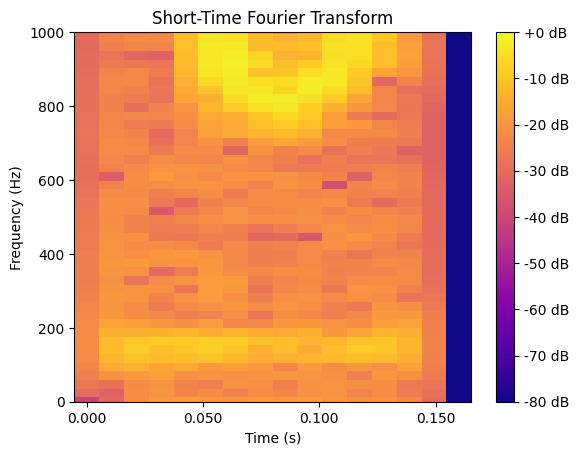 Short-Time Fourier Transform
Frequency (Hz)
1000
800
600
400
200
0
0.000
0.050
0.100
0.150
Time (s)
+0 dB
-10 dB
-20 dB
-30 dB
-40 dB
-50 dB
-60 dB
-70 dB
-80 dB